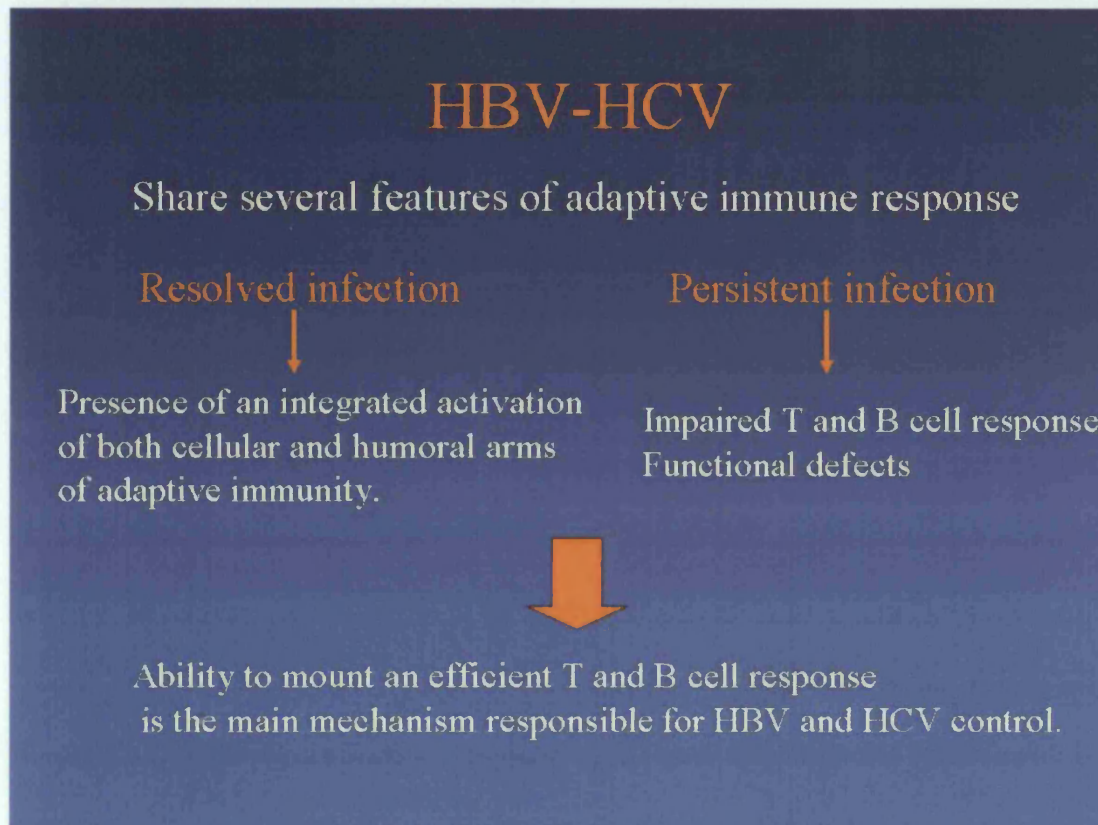 HBV-HCV
Share several features of adaptive immune response
Resolved infection
Persistent infection
Presence of an integrated activation
of both cellular and humoral arms
of adaptive immunity.
Impaired T and B cell response
Functional defects
Ability to mount an efficient T and B cell response
is the main mechanism responsible for HBV and HCV control.